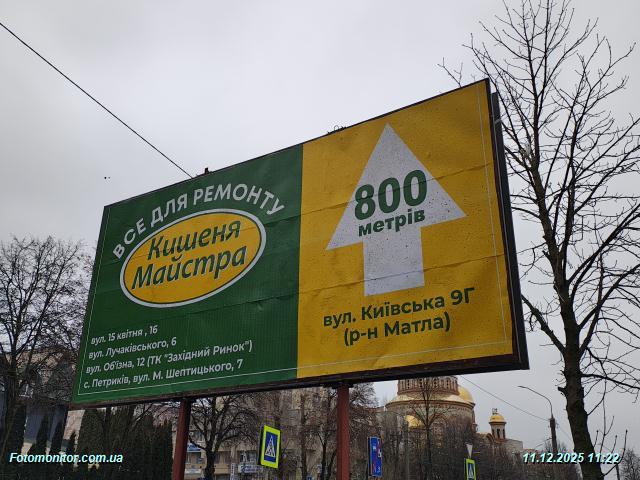 ВСЕ ДЛЯ РЕМОНТУ
Кишеня
Майстра
вул. 15 квітня , 16
вул. Лучаківського, 6
вул. Об'їзна, 12 (ТК "Західний Ринок")
с. Петриків, вул. М. Шептицького, 7
800
метрів
вул. Київська 9Г
(р-н Матла)
Fotomonitor.com.ua
11.12.2025 11:22